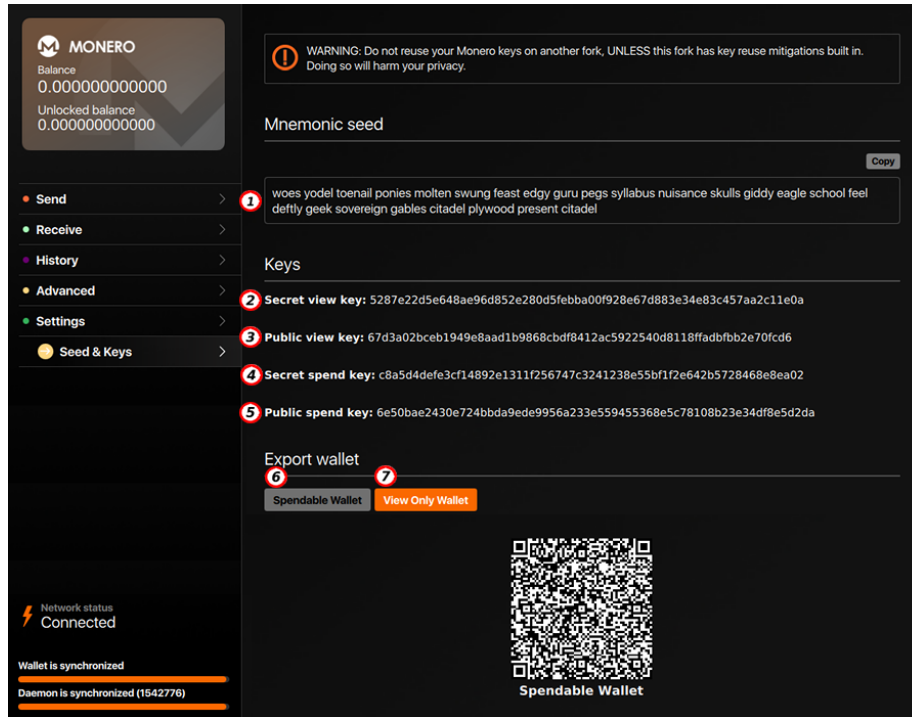 MONERO
Balance
0.000000000000
Unlocked balance
0.000000000000
Send
Receive
History
Advanced
Settings
Seed & Keys
Network status
Connected
Wallet is synchronized
Daemon is synchronized (1542776)
WARNING: Do not reuse your Monero keys on another fork, UNLESS this fork has key reuse mitigations built in.
Doing so will harm your privacy.
Mnemonic seed
Copy
1
woes yodel toenail ponies molten swung feast edgy guru pegs syllabus nuisance skulls giddy eagle school feel
deftly geek sovereign gables citadel plywood present citadel
Keys
2 Secret view key: 5287e22d5e648ae96d852e280d5febba00f928e67d883e34e83c457aa2c11e0a
3 Public view key: 67d3a02bceb1949e8aad1b9868cbdf8412ac5922540d8118ffadbfbb2e70fcd6
4 Secret spend key: c8a5d4defe3cf14892e1311f256747c3241238e55bf1f2e642b5728468e8ea02
5 Public spend key: 6e50bae2430e724bbda9ede9956a233e559455368e5c78108b23e34df8e5d2da
Export wallet
6 7
Spendable Wallet View Only Wallet
Spendable Wallet